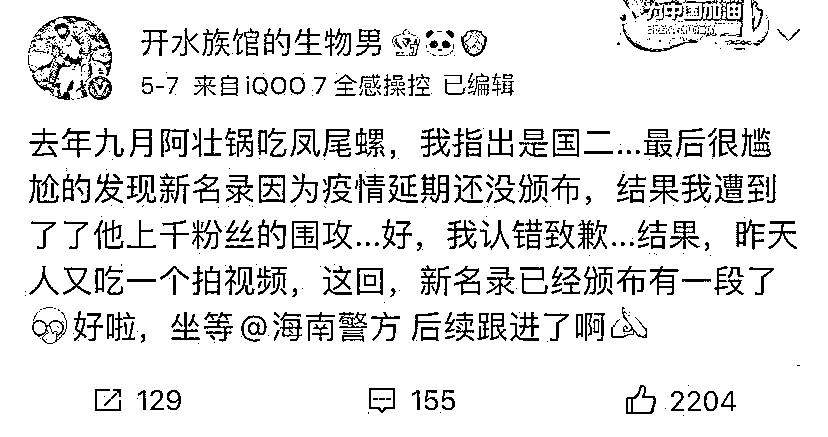 为中国加油
开水族馆的生物男
5-7 来自iQOO 7 全感操控 已编辑
去年九月阿壮锅吃凤尾螺，我指出是国二...最后很尴
尬的发现新名录因为疫情延期还没颁布，结果我遭到
了了他上千粉丝的围攻...好，我认错致歉...结果，昨天
人又吃一个拍视频，这回，新名录已经颁布有一段了
好啦，坐等@海南警方 后续跟进了啊
129 155 2204